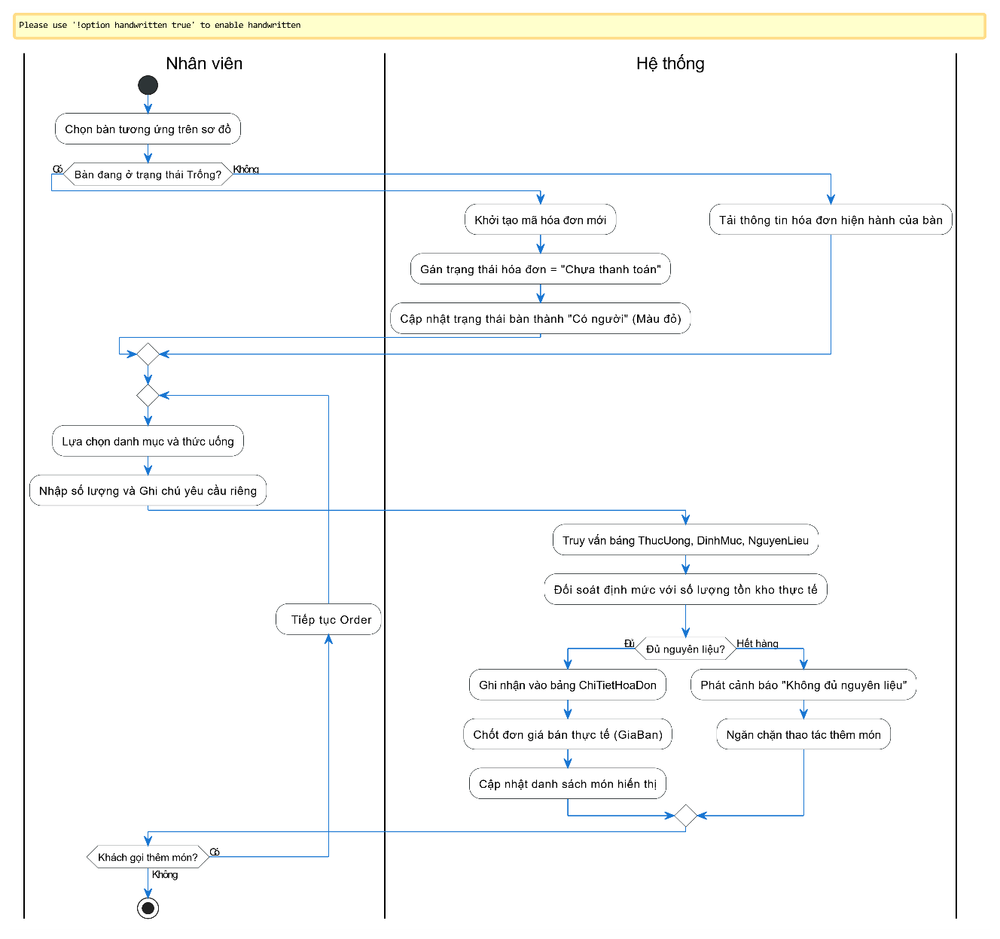 Please use '!option handwritten true' to enable handwritten
Nhân viên
Hệ thống
Chọn bàn tương ứng trên sơ đồ
Có
Bàn đang ở trạng thái Trống?
Không
Khởi tạo mã hóa đơn mới
Tải thông tin hóa đơn hiện hành của bàn
Gán trạng thái hóa đơn = "Chưa thanh toán"
Cập nhật trạng thái bàn thành "Có người" (Màu đỏ)
Lựa chọn danh mục và thức uống
Nhập số lượng và Ghi chú yêu cầu riêng
Truy vấn bảng ThucUong, DinhMuc, NguyenLieu
Đối soát định mức với số lượng tồn kho thực tế
Tiếp tục Order
Đủ
Đủ nguyên liệu?
Hết hàng
Ghi nhận vào bảng ChiTietHoaDon
Phát cảnh báo "Không đủ nguyên liệu"
Chốt đơn giá bán thực tế (GiaBan)
Ngăn chặn thao tác thêm món
Cập nhật danh sách món hiển thị
Khách gọi thêm món?
Có
Không